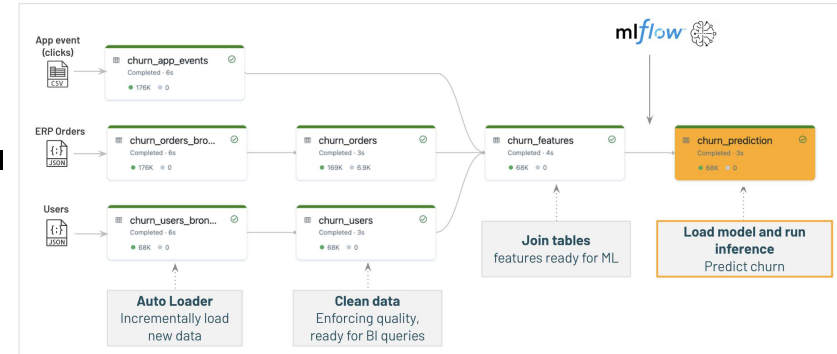 mlflow
App event
(clicks)
CSV
churn_app_events
Completed · 6s
176K 0
ERP Orders
{;}
JSON
churn_orders_bro...
Completed · 6s
176K 0
churn_orders
Completed · 3s
169K 6.9K
churn_features
Completed · 4s
68K 0
churn_prediction
Completed · 3s
68K 0
Users
{;}
JSON
churn_users_bron...
Completed · 6s
68K 0
churn_users
Completed · 3s
68K 0
Auto Loader
Incrementally load
new data
Clean data
Enforcing quality,
ready for BI queries
Join tables
features ready for ML
Load model and run
inference
Predict churn